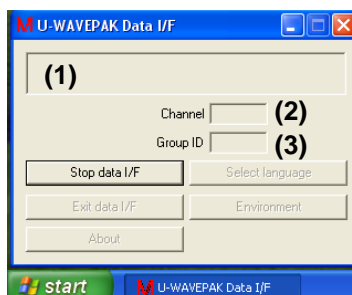 M U-WAVEPAK Data I/F
(1)
Channel (2)
Group ID (3)
Stop data I/F Select language
Exit data I/F Environment
About
start M U-WAVEPAK Data I/F